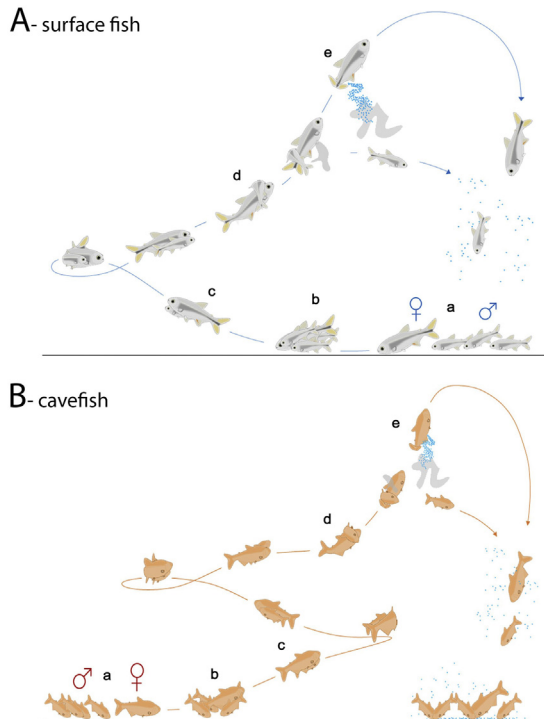 A- surface fish
e
d
c
b
♀ a ♂
B- cavefish
e
d
c
♂ a ♀
b